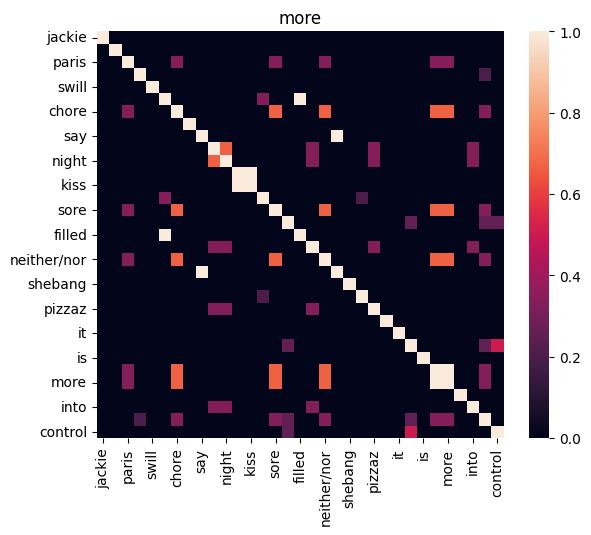 more
jackie
paris
swill
chore
say
night
kiss
sore
filled
neither/nor
shebang
pizzaz
it
is
more
into
control
jackie
paris
swill
chore
say
night
kiss
sore
filled
neither/nor
shebang
pizzaz
it
is
more
into
control
1.0
0.8
0.6
0.4
0.2
0.0